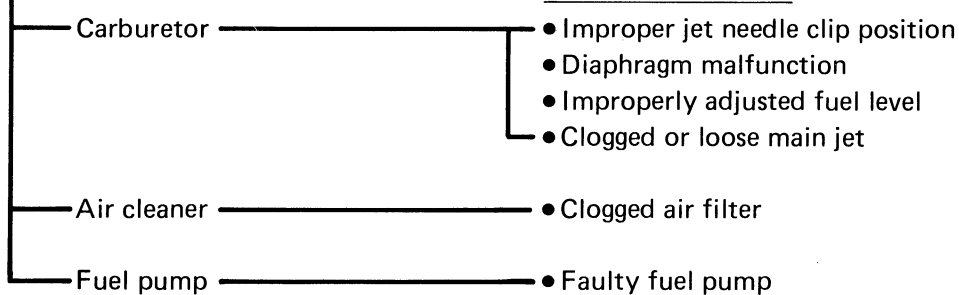 Carburetor ● Improper jet needle clip position
● Diaphragm malfunction
● Improperly adjusted fuel level
● Clogged or loose main jet
Air cleaner ● Clogged air filter
Fuel pump ● Faulty fuel pump